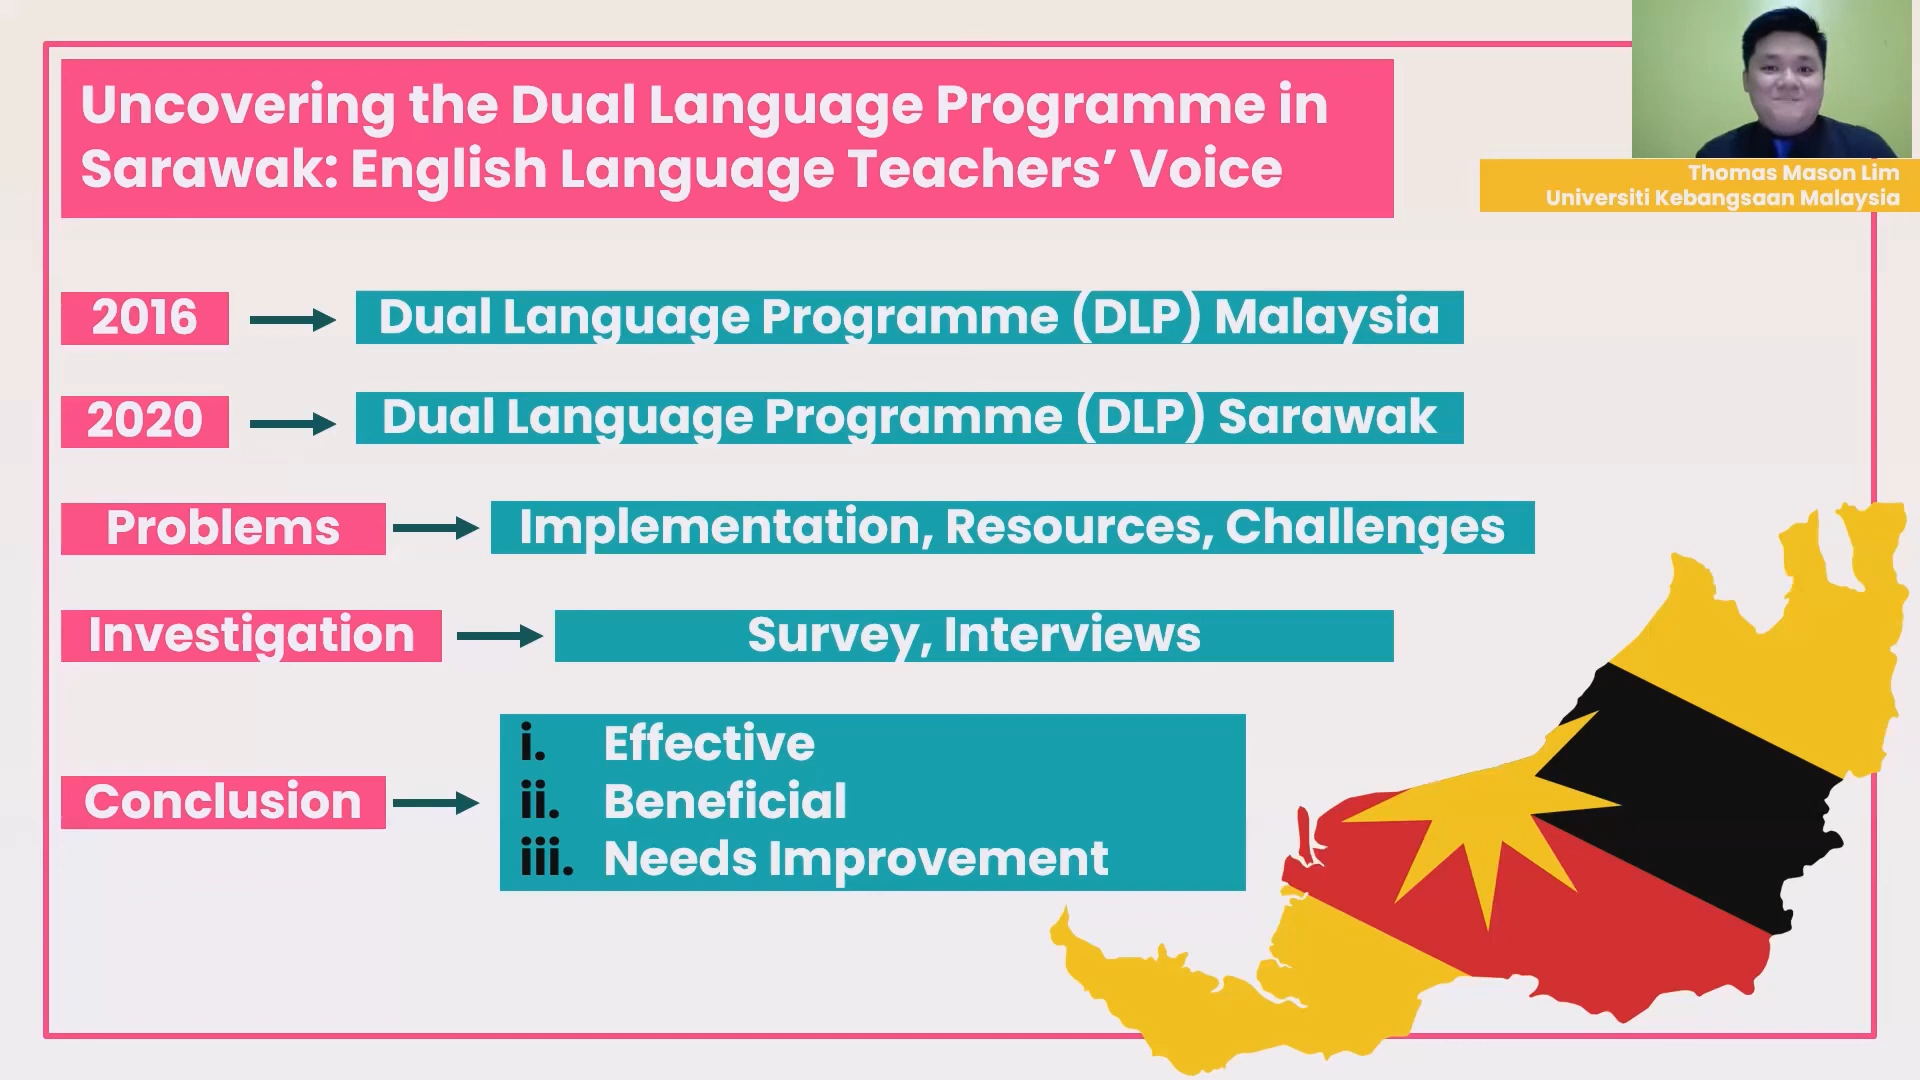 Uncovering the Dual Language Programme in
Sarawak: English Language Teachers’ Voice
Thomas Mason Lim
Universiti Kebangsaan Malaysia
2016
Dual Language Programme (DLP) Malaysia
2020
Dual Language Programme (DLP) Sarawak
Problems
Implementation, Resources, Challenges
Investigation
Survey, Interviews
Conclusion
i. Effective
ii. Beneficial
iii. Needs Improvement